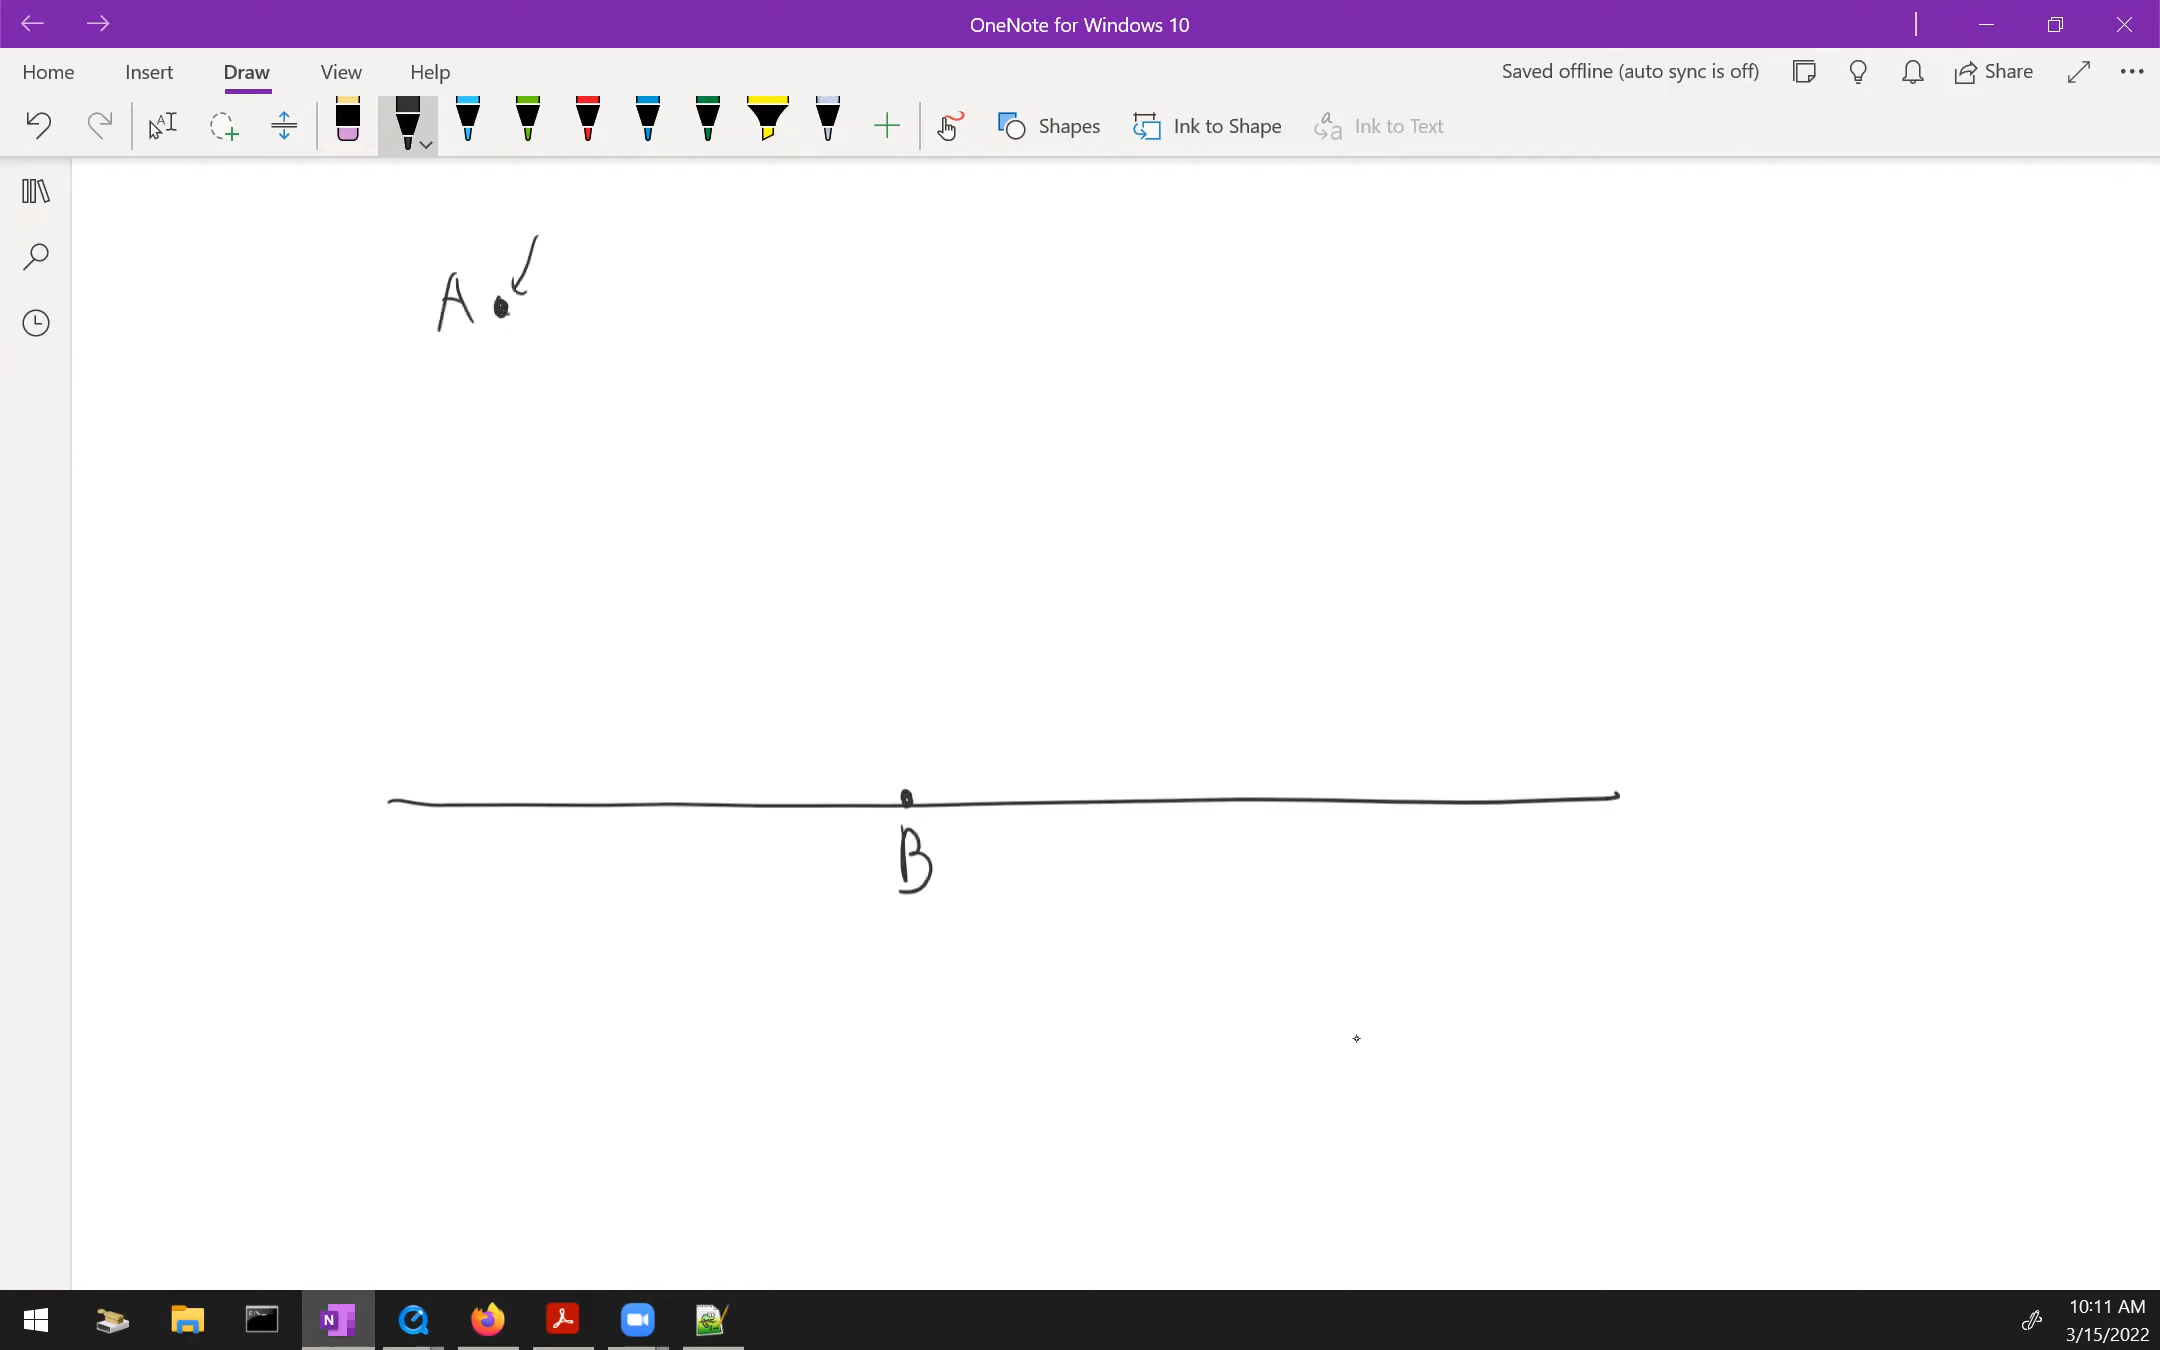 OneNote for Windows 10
Home Insert Draw View Help
Saved offline (auto sync is off) Share
Shapes Ink to Shape Ink to Text
A
B
10:11 AM
3/15/2022